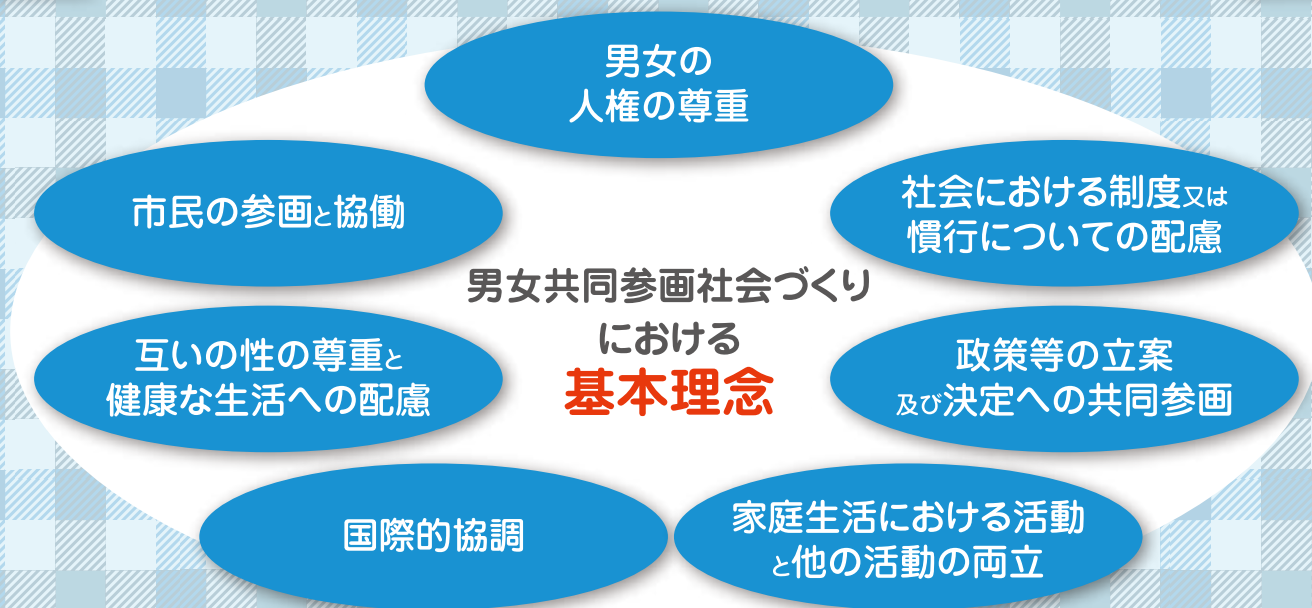 男女の
人権の尊重
社会における制度又は
慣行についての配慮
政策等の立案
及び決定への共同参画
家庭生活における活動
と他の活動の両立
国際的協調
互いの性の尊重と
健康な生活への配慮
市民の参画と協働
男女共同参画社会づくり
における
基本理念